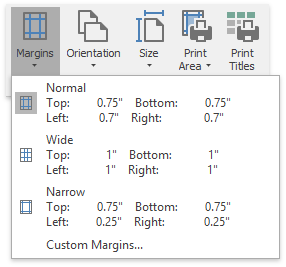 Margins Orientation Size Print Area Print Titles
Normal
Top: 0.75" Bottom: 0.75"
Left: 0.7" Right: 0.7"
Wide
Top: 1" Bottom: 1"
Left: 1" Right: 1"
Narrow
Top: 0.75" Bottom: 0.75"
Left: 0.25" Right: 0.25"
Custom Margins...